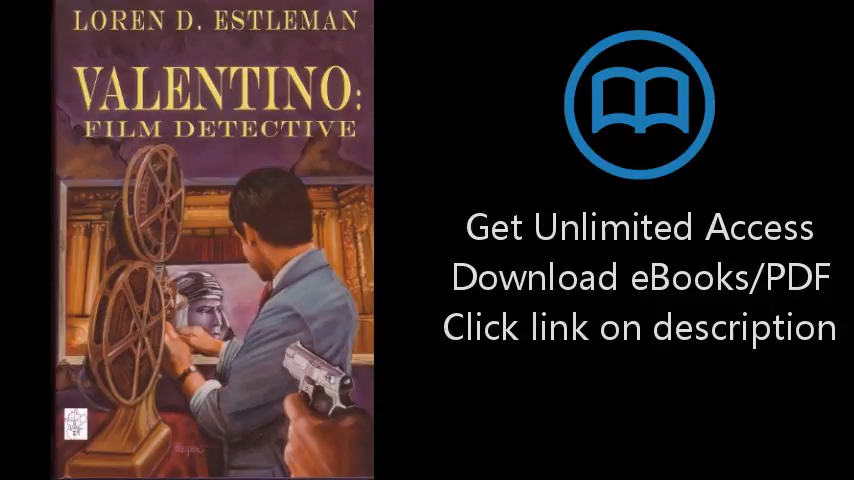 LOREN D. ESTLEMAN
VALENTINO:
FILM DETECTIVE
Get Unlimited Access
Download eBooks/PDF
Click link on description